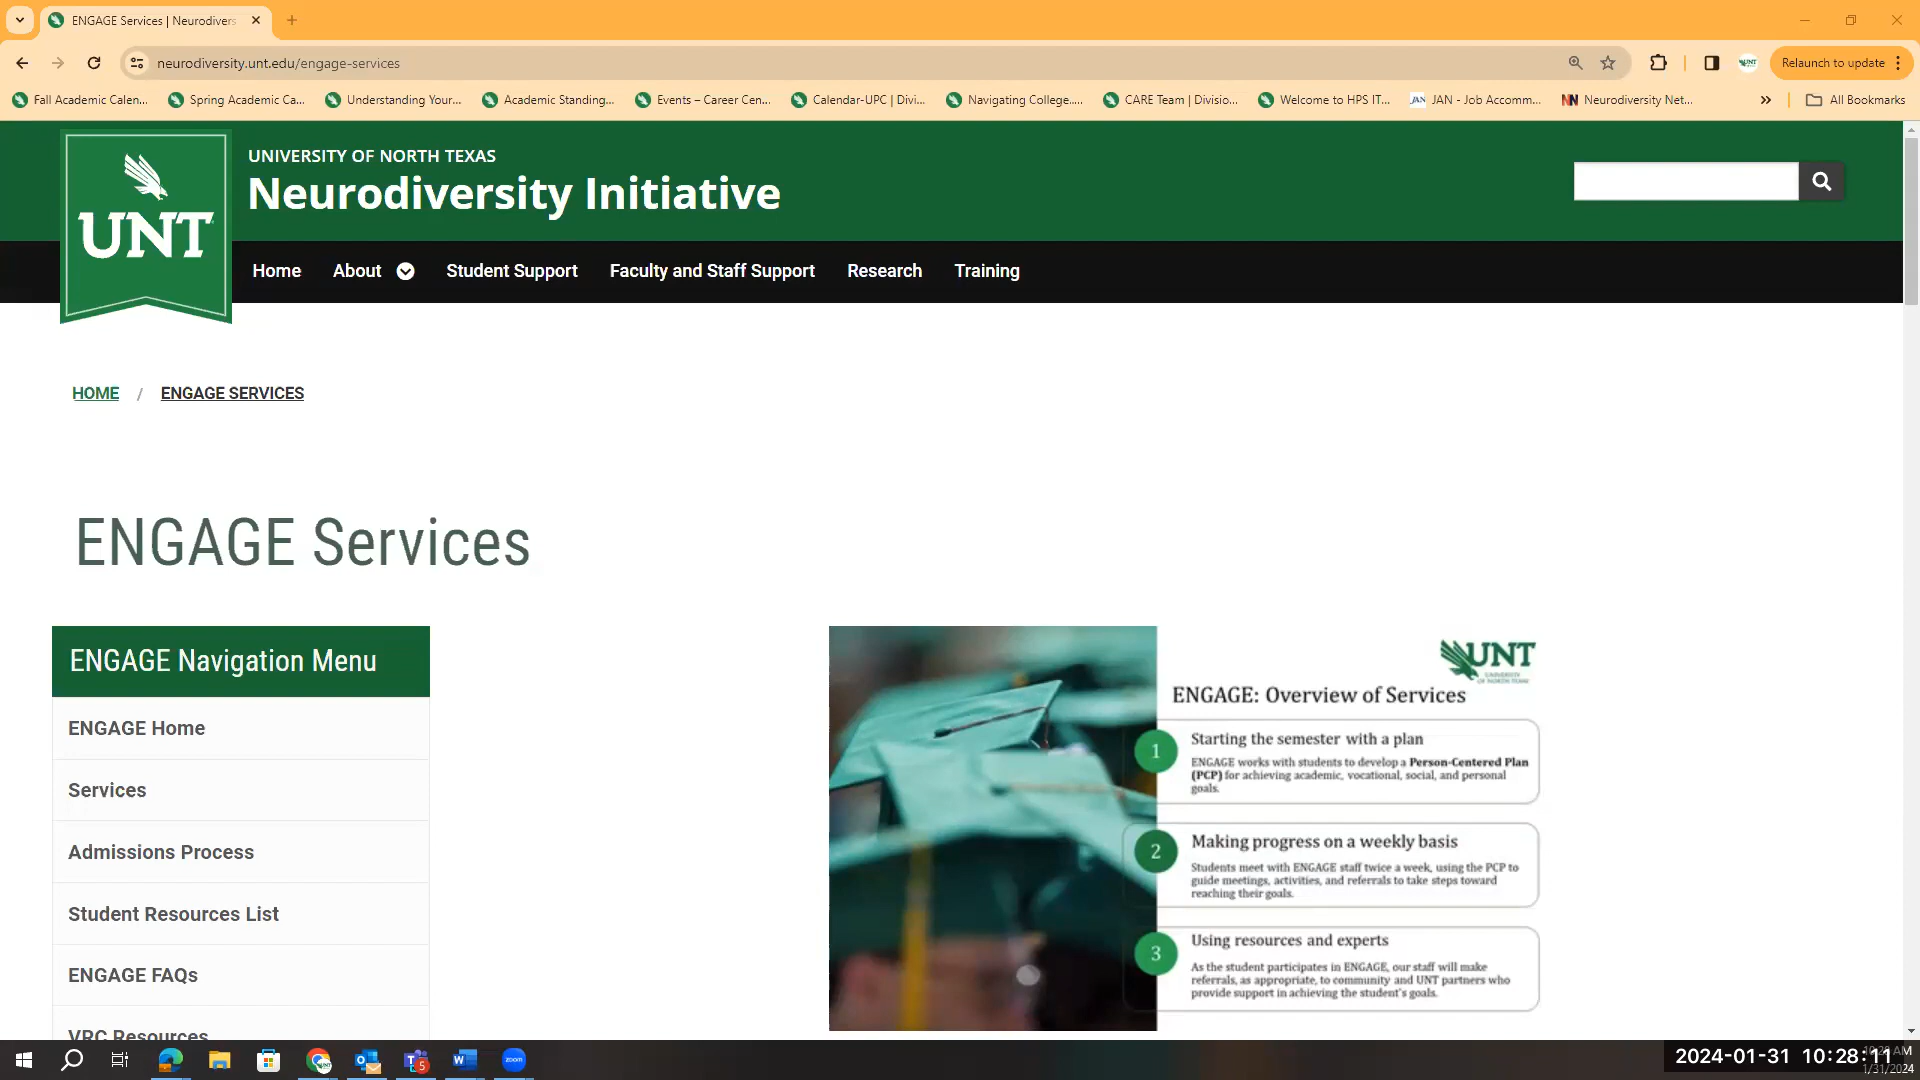 ENGAGE Services | Neurodivers
neurodiversity.unt.edu/engage-services
Relaunch to update
Fall Academic Calen...
Spring Academic Ca...
Understanding Your...
Academic Standing...
Events – Career Cen...
Calendar-UPC | Divi...
Navigating College....
CARE Team | Divisio...
Welcome to HPS IT...
JAN - Job Accomm...
Neurodiversity Net...
All Bookmarks
UNIVERSITY OF NORTH TEXAS
Neurodiversity Initiative
UNT
Home
About
Student Support
Faculty and Staff Support
Research
Training
HOME / ENGAGE SERVICES
ENGAGE Services
ENGAGE Navigation Menu
ENGAGE Home
Services
Admissions Process
Student Resources List
ENGAGE FAQs
VRC Resources
UNT
UNIVERSITY
OF NORTH TEXAS
ENGAGE: Overview of Services
1
Starting the semester with a plan
ENGAGE works with students to develop a Person-Centered Plan
(PCP) for achieving academic, vocational, social, and personal
goals.
2
Making progress on a weekly basis
Students meet with ENGAGE staff twice a week, using the PCP to
guide meetings, activities, and referrals to take steps toward
reaching their goals.
3
Using resources and experts
As the student participates in ENGAGE, our staff will make
referrals, as appropriate, to community and UNT partners who
provide support in achieving the student's goals.
5
zoom
2024-01-31 10:28:11
1/31/2024